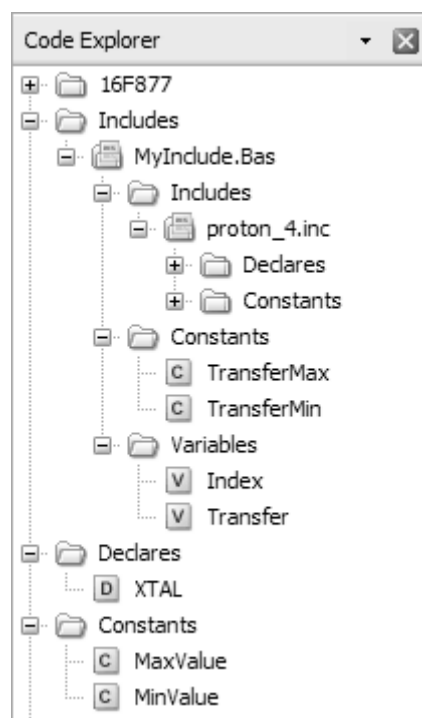 Code Explorer
16F877
Includes
MyInclude.Bas
Includes
proton_4.inc
Declares
Constants
Constants
C TransferMax
C TransferMin
Variables
V Index
V Transfer
Declares
D XTAL
Constants
C MaxValue
C MinValue